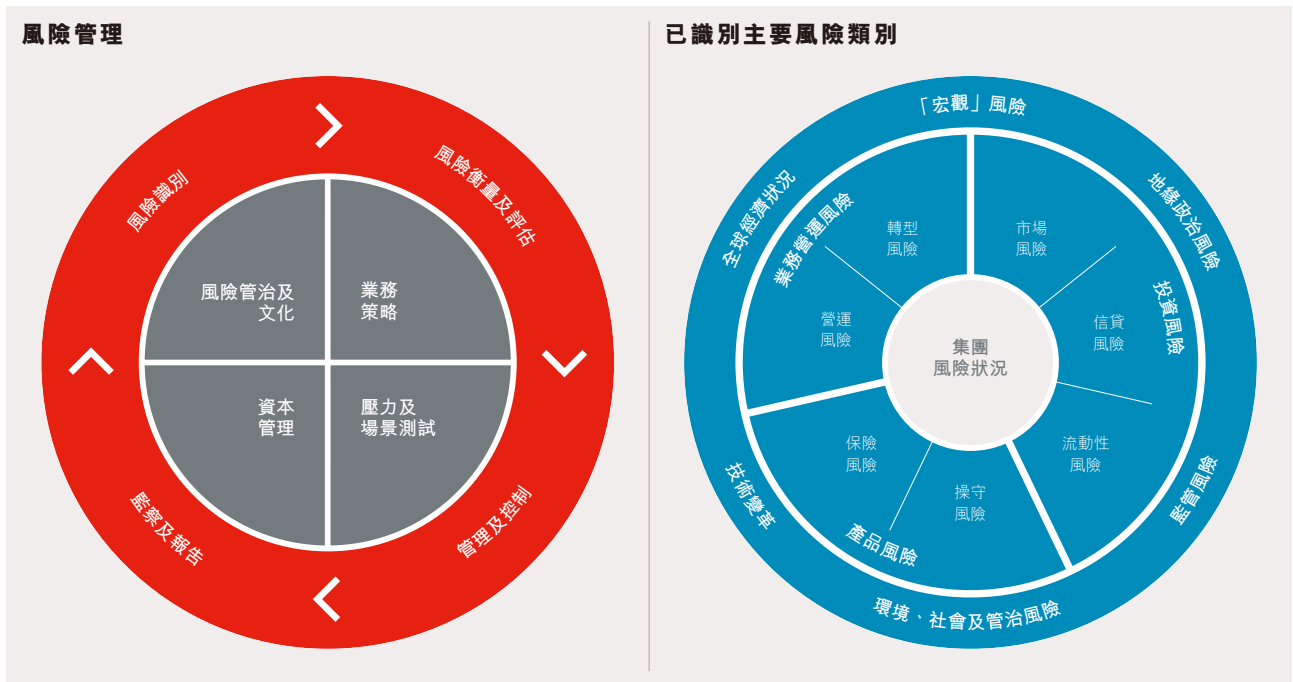 風險管理
風險識別
風險衡量及評估
管理及控制
監察及報告
風險管治及
文化
業務
策略
資本
管理
壓力及
場景測試
已識別主要風險類別
「宏觀」風險
地緣政治風險
監管風險
環境、社會及管治風險
技術變革
全球經濟狀況
業務營運風險
轉型
風險
營運
風險
投資風險
市場
風險
信貸
風險
流動性
風險
產品風險
保險
風險
操守
風險
集團
風險狀況